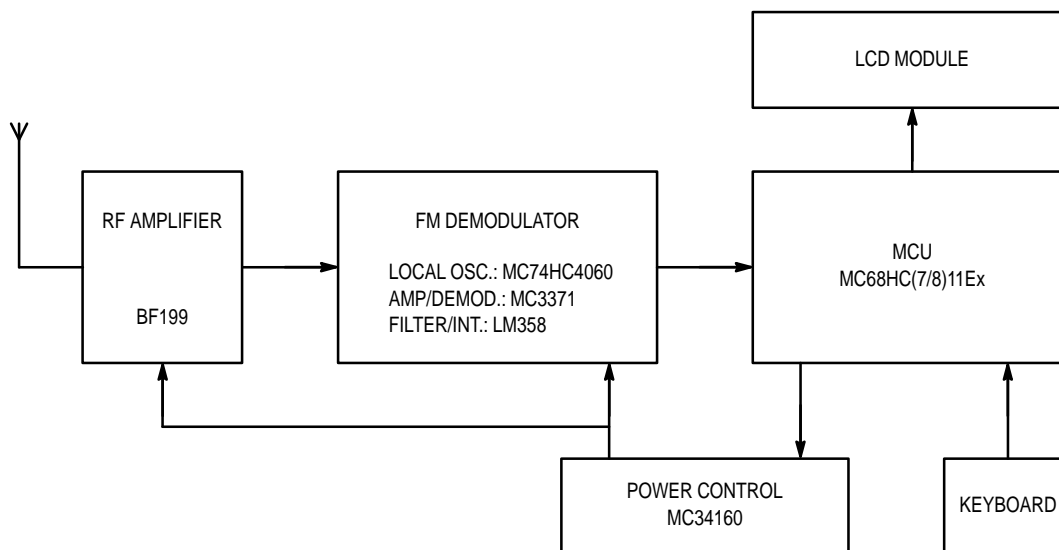 LCD MODULE
RF AMPLIFIER
BF199
FM DEMODULATOR
LOCAL OSC.: MC74HC4060
AMP/DEMOD.: MC3371
FILTER/INT.: LM358
MCU
MC68HC(7/8)11Ex
POWER CONTROL
MC34160
KEYBOARD